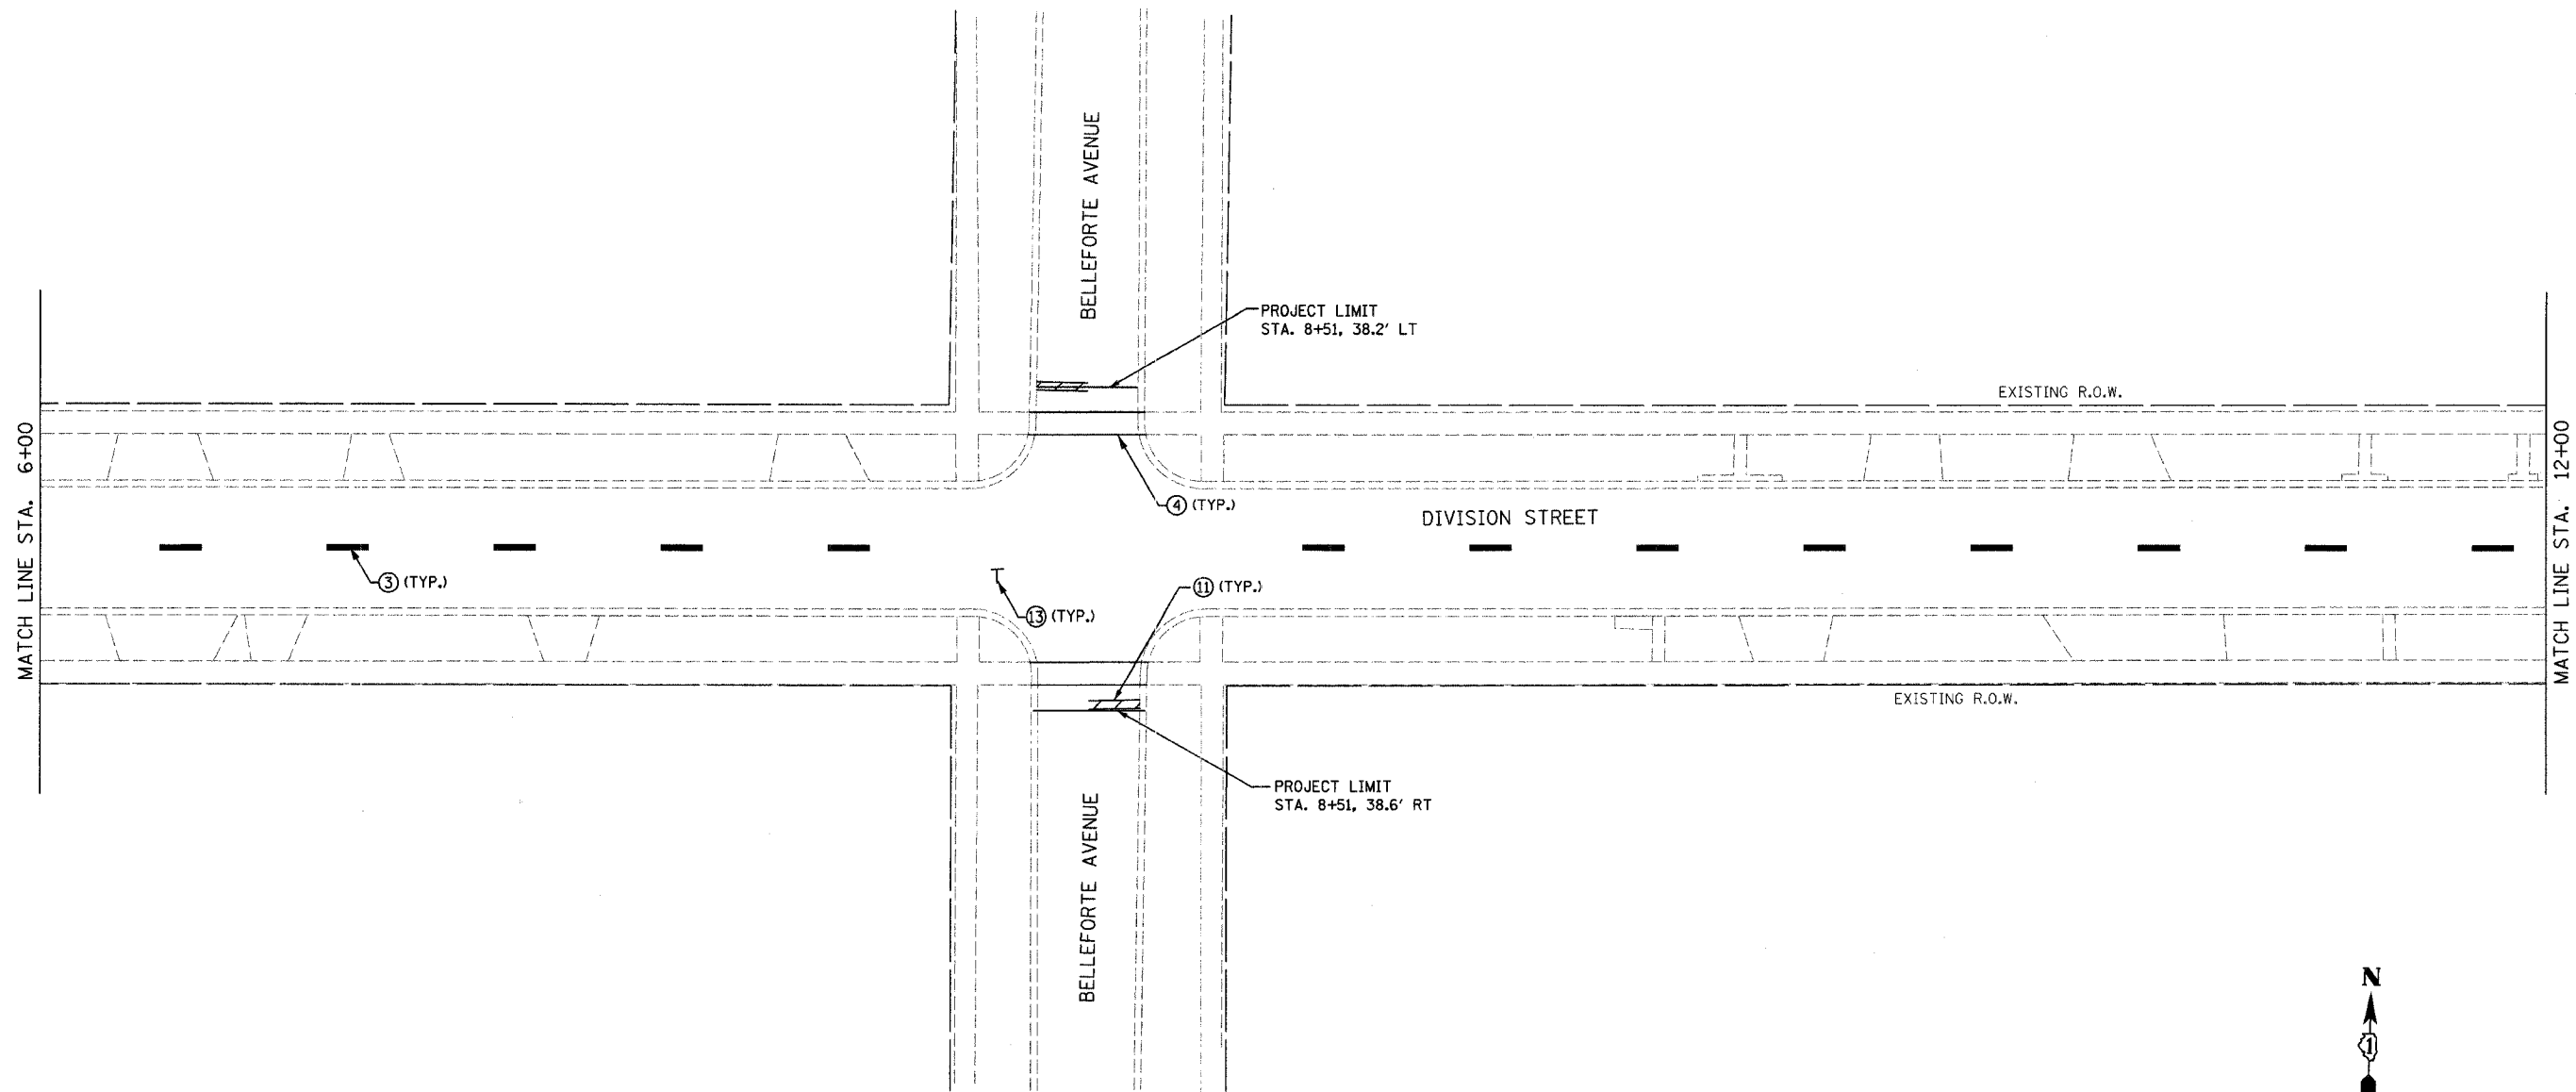 BELLEFORTE AVENUE
PROJECT LIMIT
STA. 8+51, 38.2' LT
EXISTING R.O.W.
MATCH LINE STA. 6+00
4 (TYP.)
DIVISION STREET
3 (TYP.)
11 (TYP.)
13 (TYP.)
MATCH LINE STA. 12+00
EXISTING R.O.W.
PROJECT LIMIT
STA. 8+51, 38.6' RT
BELLEFORTE AVENUE
N
1